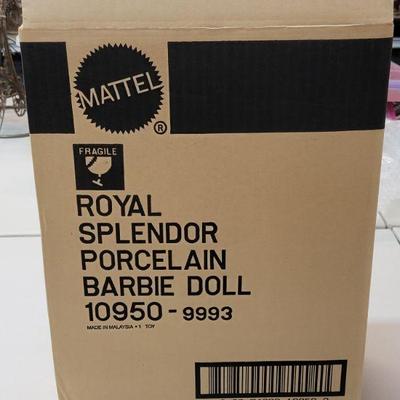 MATTEL
®
FRAGILE
ROYAL
SPLENDOR
PORCELAIN
BARBIE DOLL
10950-9993
MADE IN MALAYSIA • 1 TOY